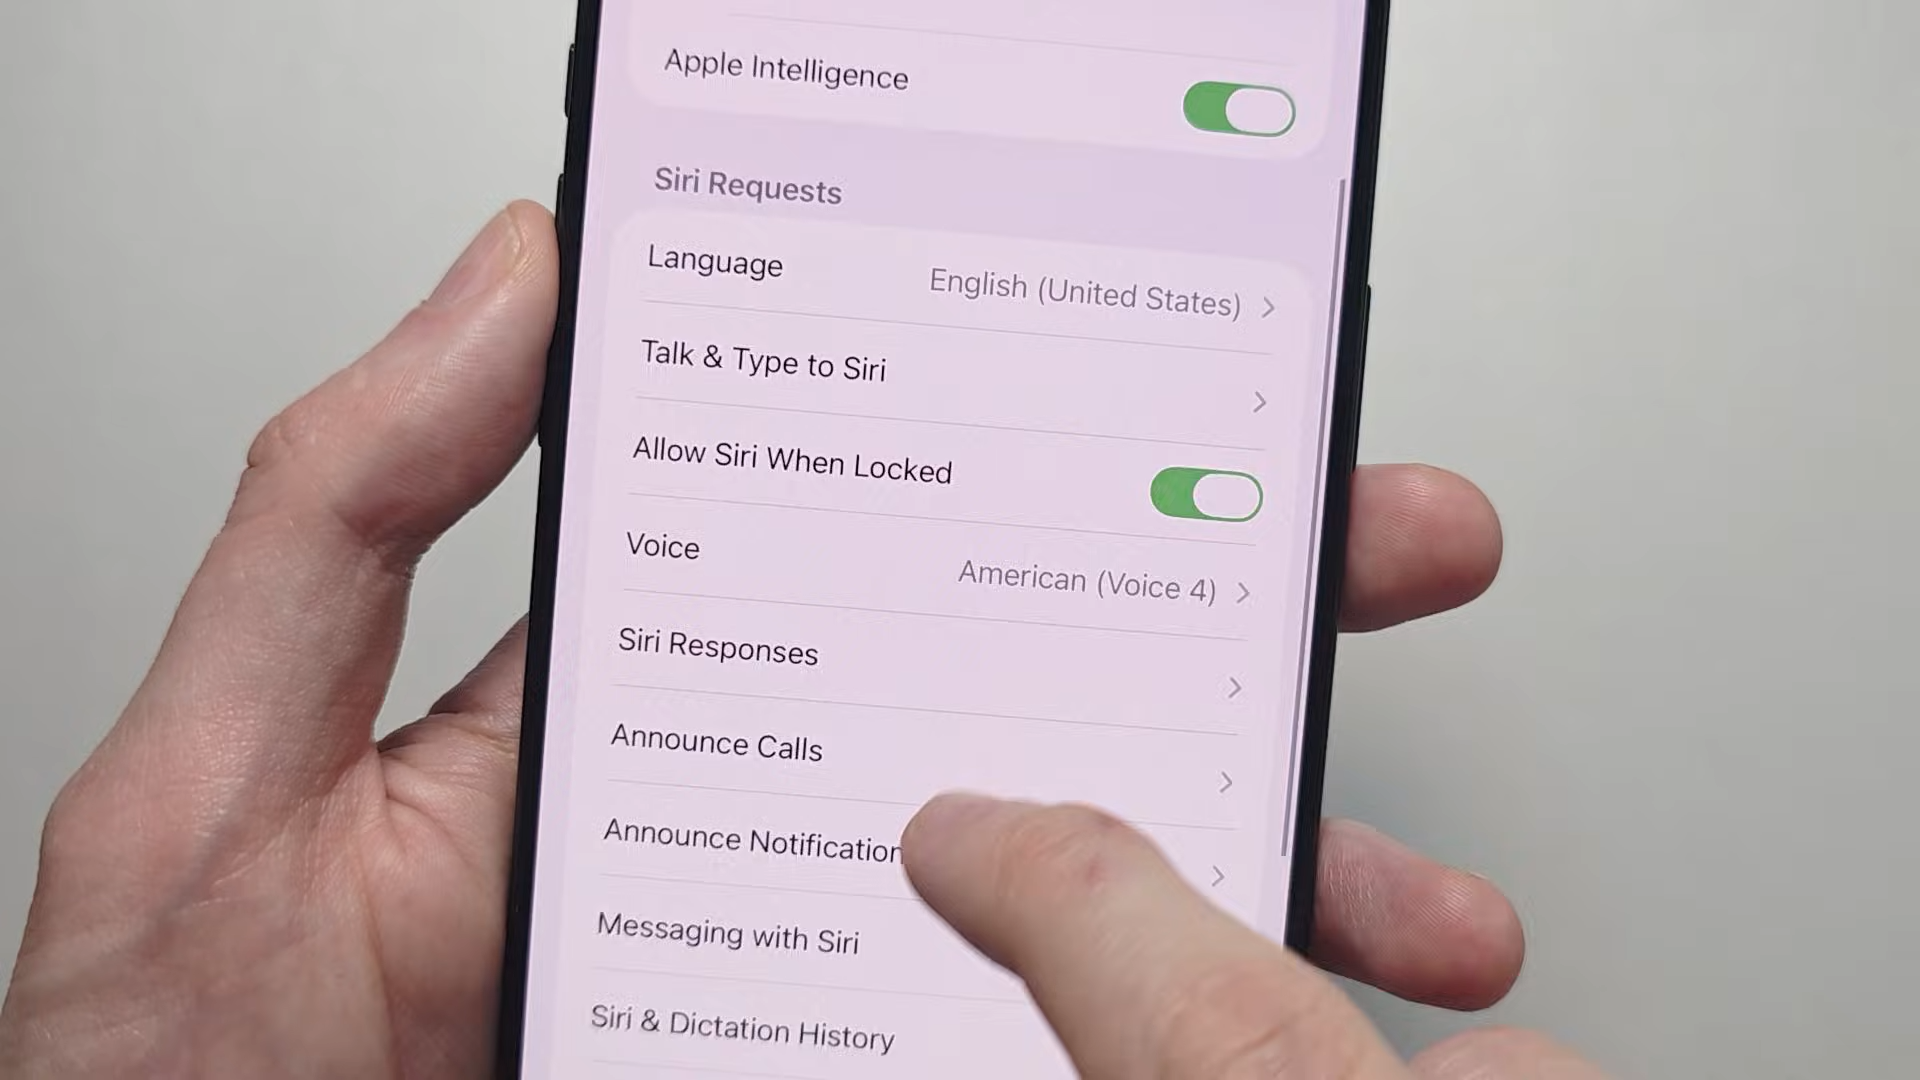 Apple Intelligence
Siri Requests
Language English (United States)
Talk & Type to Siri
Allow Siri When Locked
Voice American (Voice 4)
Siri Responses
Announce Calls
Announce Notification
Messaging with Siri
Siri & Dictation History